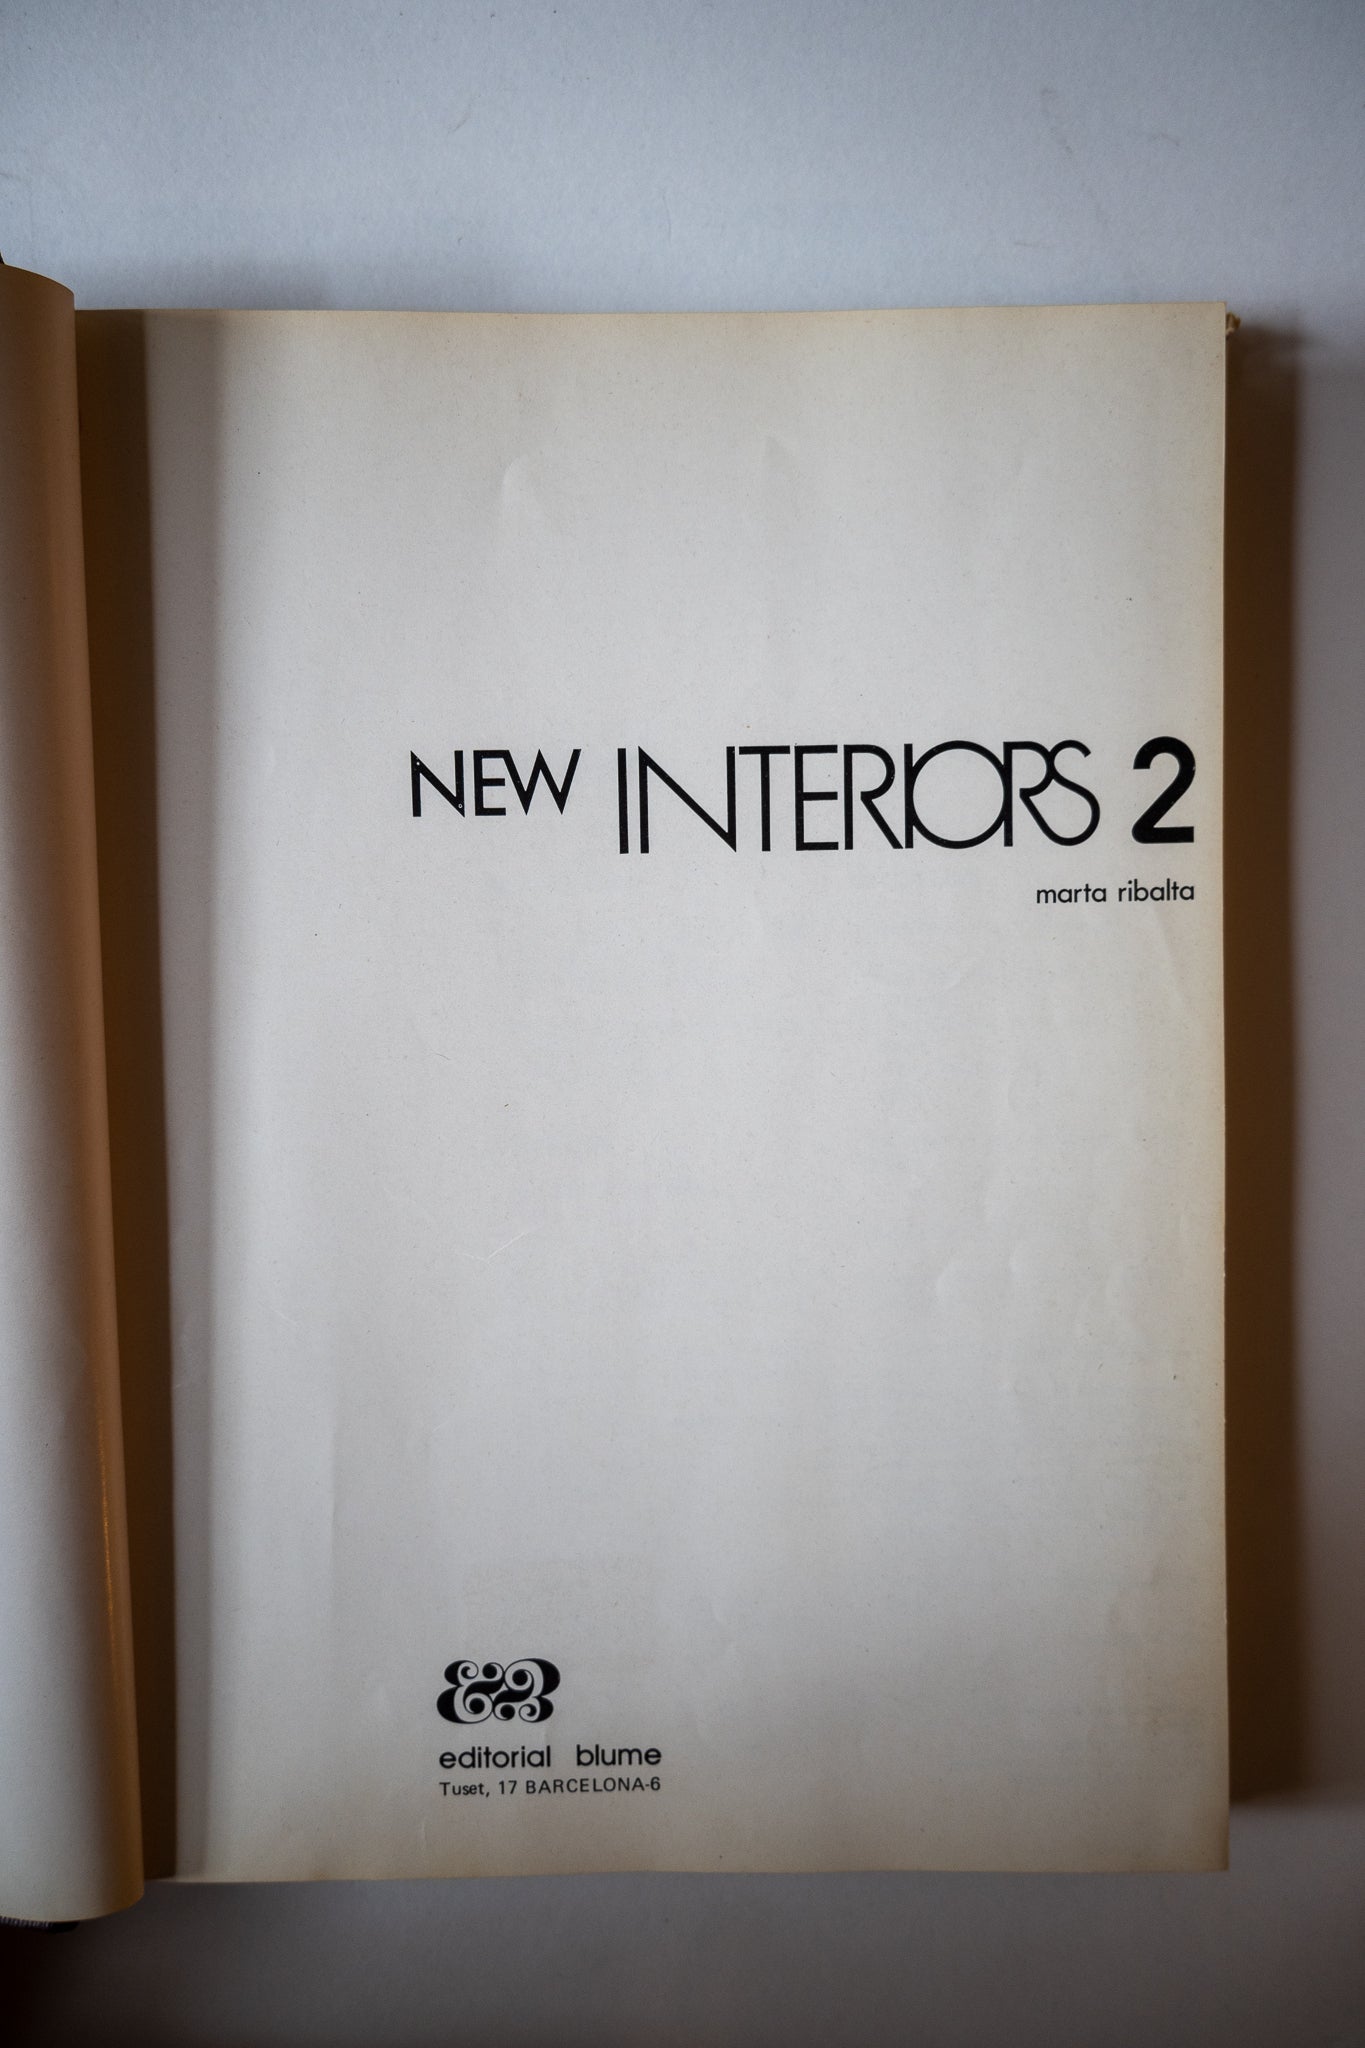 NEW INTERIORS 2
marta ribalta
editorial blume
Tuset, 17 BARCELONA-6